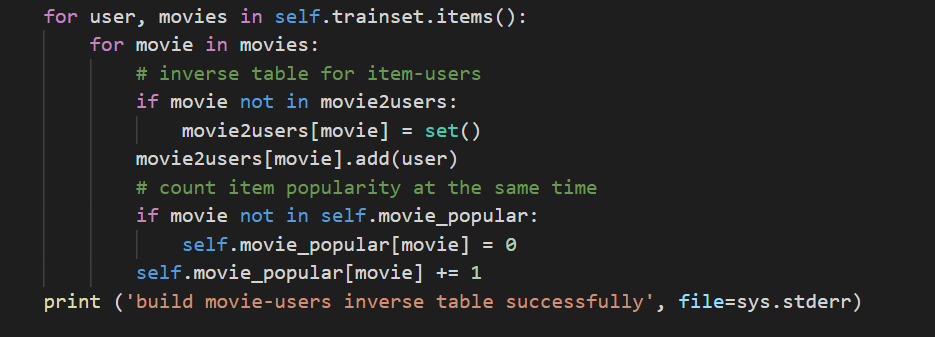 for user, movies in self.trainset.items():
    for movie in movies:
        # inverse table for item-users
        if movie not in movie2users:
            movie2users[movie] = set()
        movie2users[movie].add(user)
        # count item popularity at the same time
        if movie not in self.movie_popular:
            self.movie_popular[movie] = 0
        self.movie_popular[movie] += 1
print ('build movie-users inverse table successfully', file=sys.stderr)